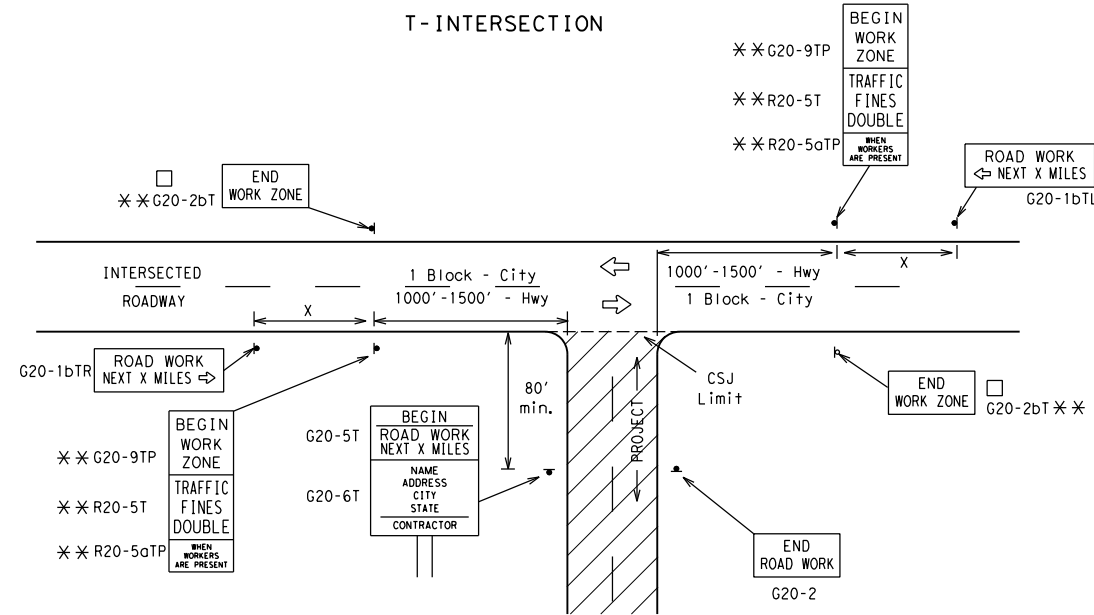 T-INTERSECTION
BEGIN
WORK
ZONE
TRAFFIC
FINES
DOUBLE
WHEN
WORKERS
ARE PRESENT
** G20-9TP
** R20-5T
** R20-5aTP
ROAD WORK
⇦ NEXT X MILES
G20-1bTL
END
WORK ZONE
□
** G20-2bT
INTERSECTED
ROADWAY
X
1 Block - City
1000'-1500' - Hwy
1000'-1500' - Hwy
1 Block - City
X
G20-1bTR
ROAD WORK
NEXT X MILES ⇨
80'
min.
CSJ
Limit
PROJECT
END
WORK ZONE
□
G20-2bT **
** G20-9TP
** R20-5T
** R20-5aTP
BEGIN
WORK
ZONE
TRAFFIC
FINES
DOUBLE
WHEN
WORKERS
ARE PRESENT
G20-5T
G20-6T
BEGIN
ROAD WORK
NEXT X MILES
NAME
ADDRESS
CITY
STATE
CONTRACTOR
END
ROAD WORK
G20-2